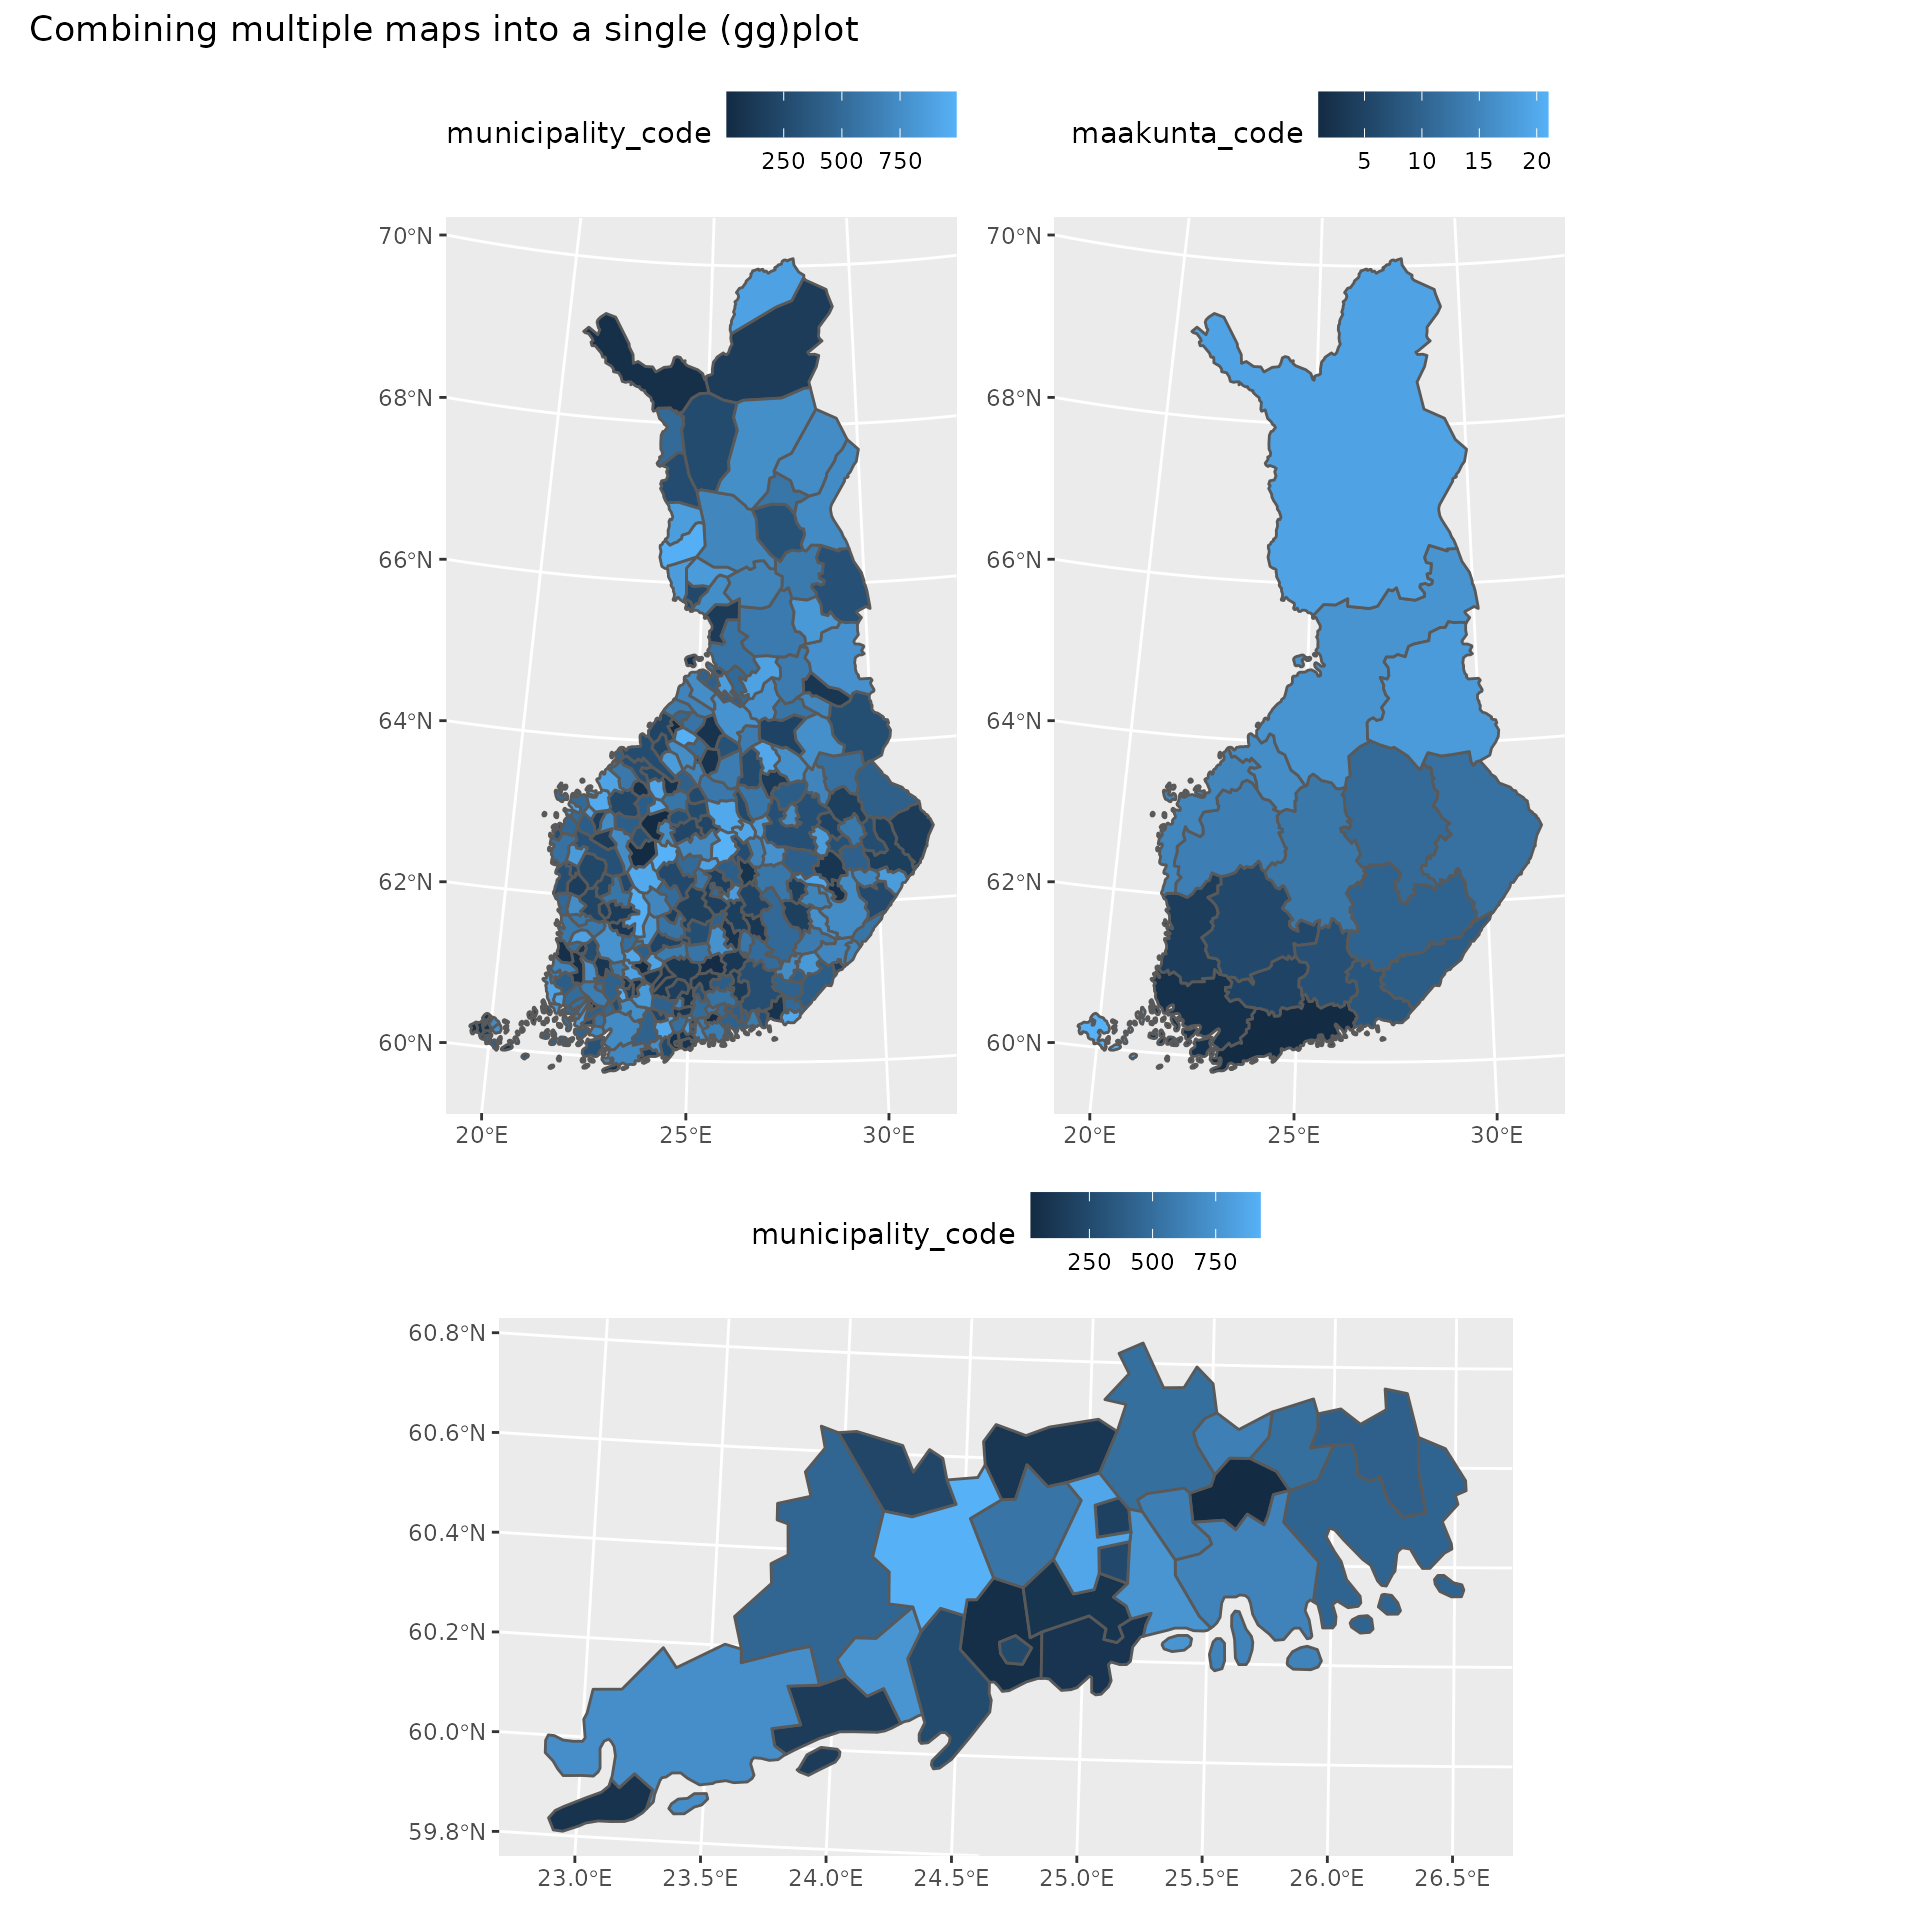 Combining multiple maps into a single (gg)plot
municipality_code
250 500 750
maakunta_code
5 10 15 20
70°N
68°N
66°N
64°N
62°N
60°N
20°E 25°E 30°E
70°N
68°N
66°N
64°N
62°N
60°N
20°E 25°E 30°E
municipality_code
250 500 750
60.8°N
60.6°N
60.4°N
60.2°N
60.0°N
59.8°N
23.0°E 23.5°E 24.0°E 24.5°E 25.0°E 25.5°E 26.0°E 26.5°E